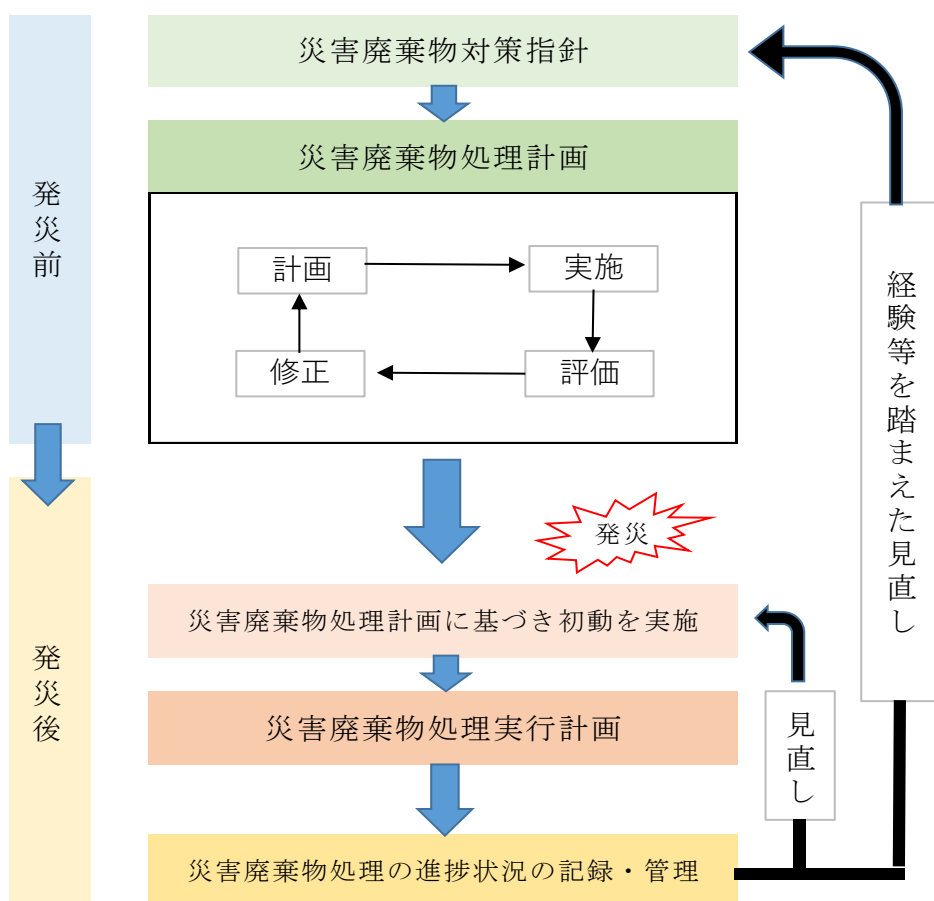 災害廃棄物対策指針
災害廃棄物処理計画
発災前
計画
実施
修正
評価
経験等を踏まえた見直し
発災
災害廃棄物処理計画に基づき初動を実施
発災後
災害廃棄物処理実行計画
見直し
災害廃棄物処理の進捗状況の記録・管理